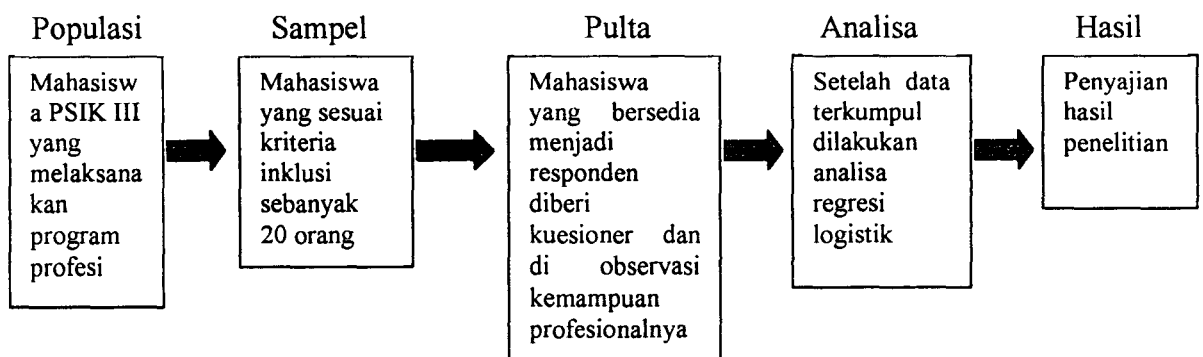 Populasi
Mahasisw
a PSIK III
yang
melaksana
kan
program
profesi
Sampel
Mahasiswa
yang sesuai
kriteria
inklusi
sebanyak
20 orang
Pulta
Mahasiswa
yang bersedia
menjadi
responden
diberi
kuesioner dan
di observasi
kemampuan
profesionalnya
Analisa
Setelah data
terkumpul
dilakukan
analisa
regresi
logistik
Hasil
Penyajian
hasil
penelitian